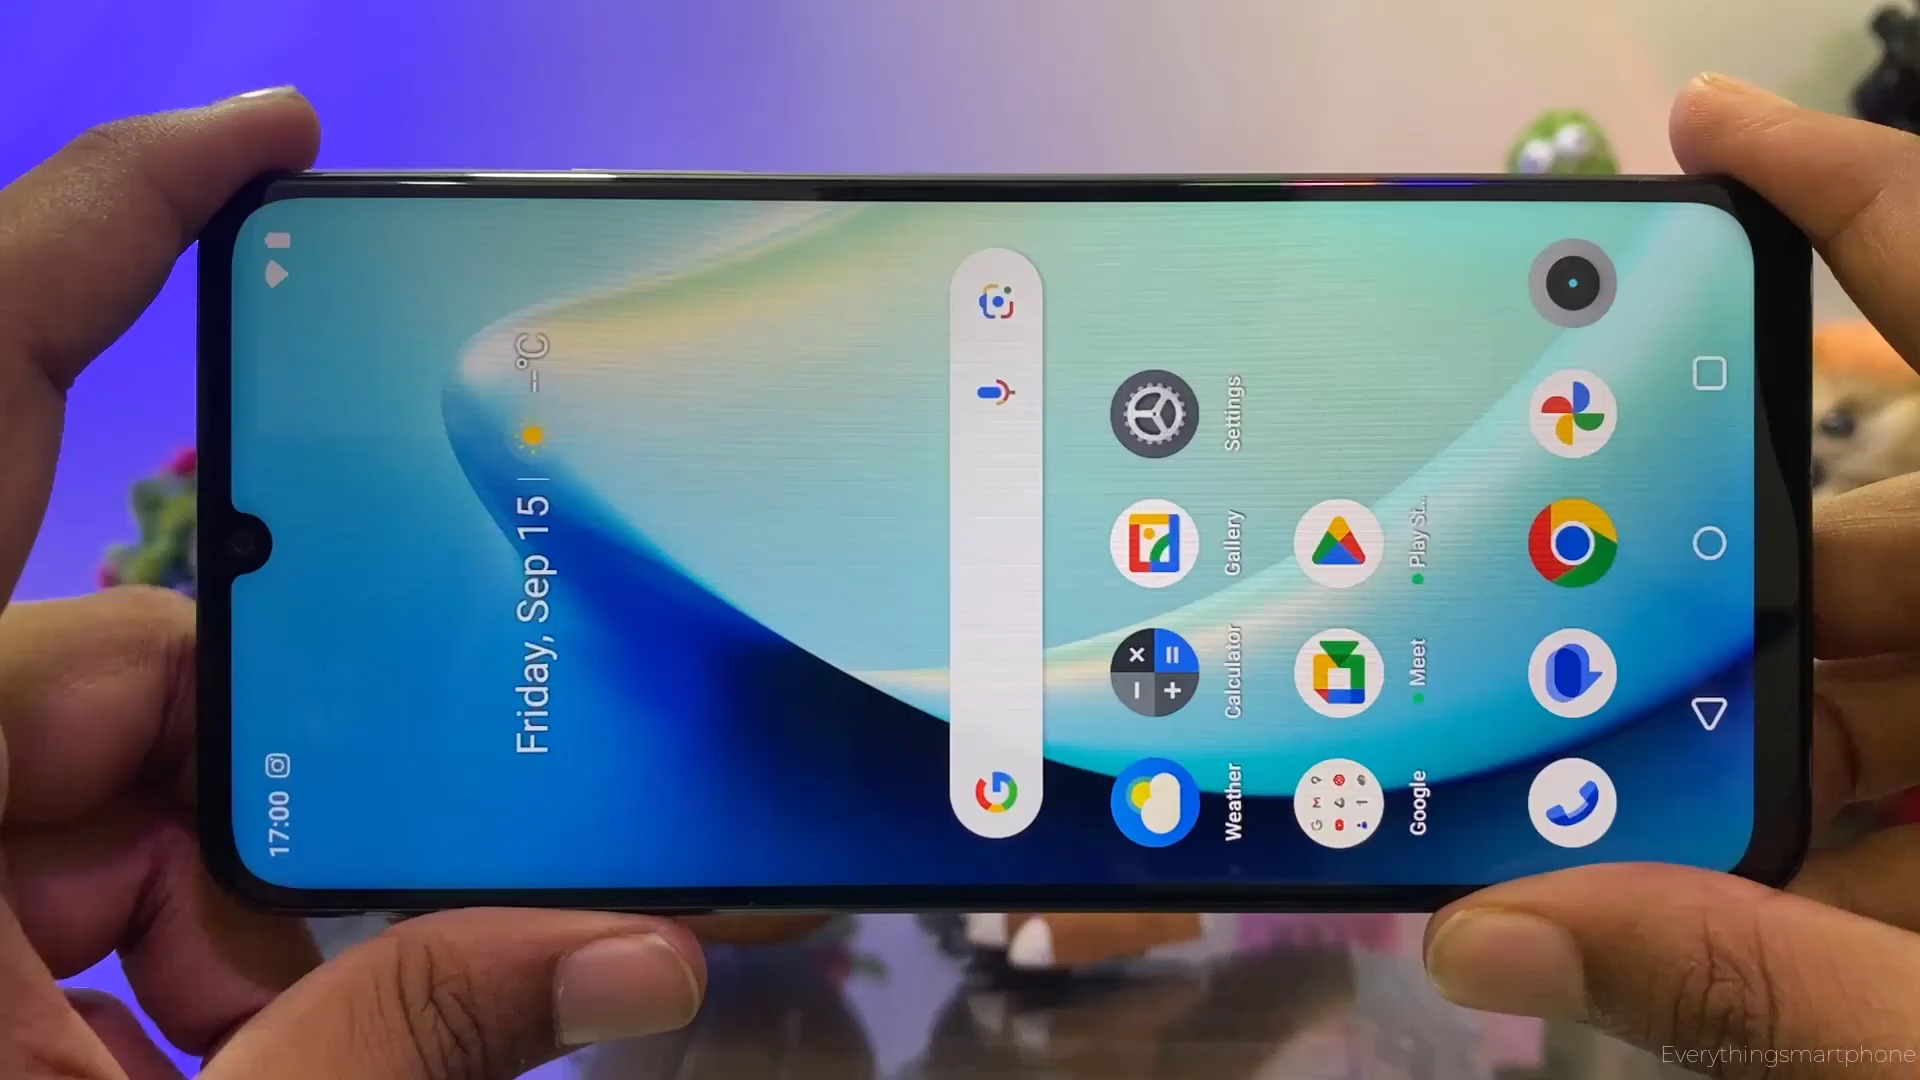 17:00
Friday, Sep 15 | --°C
G
Weather
Calculator
Gallery
Settings
Google
Meet
Play St...
Everythingsmartphone